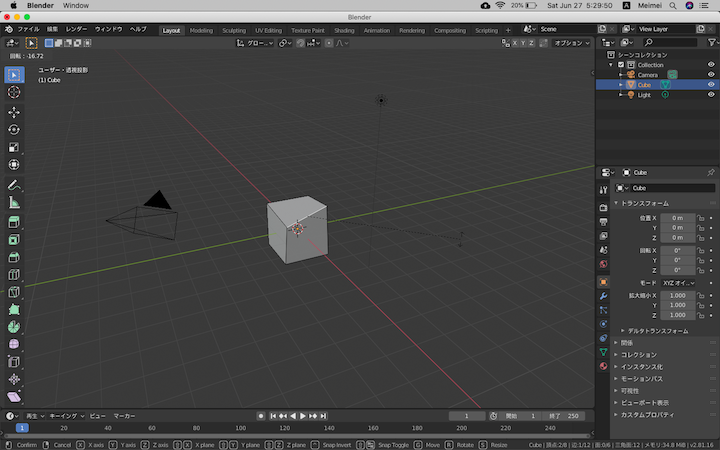 Blender Window 20% Sat Jun 27 5:29:50 Meimei
Blender
ファイル 編集 レンダー ウィンドウ ヘルプ Layout Modeling Sculpting UV Editing Texture Paint Shading Animation Rendering Compositing Scripting + Scene View Layer
グロー... X Y Z オプション
回転 : -16.72
ユーザー・透視投影
(1) Cube
シーンコレクション
Collection
Camera
Cube
Light
Cube
Cube
トランスフォーム
位置 X 0 m
Y 0 m
Z 0 m
回転 X 0°
Y 0°
Z 0°
モード XYZ オイ...
拡大縮小 X 1.000
Y 1.000
Z 1.000
デルタトランスフォーム
関係
コレクション
インスタンス化
モーションパス
可視性
ビューポート表示
カスタムプロパティ
再生 キーイング ビュー マーカー 1 開始 1 終了 250
1 20 40 60 80 100 120 140 160 180 200 220 240
Confirm Cancel X X axis Y Y axis Z Z axis X X plane Y Y plane Z Z plane Snap Invert Snap Toggle G Move R Rotate S Resize Cube | 頂点:2/8 | 辺:1/12 | 面:0/6 | 三角面:12 | メモリ:34.8 MiB | v2.81.16